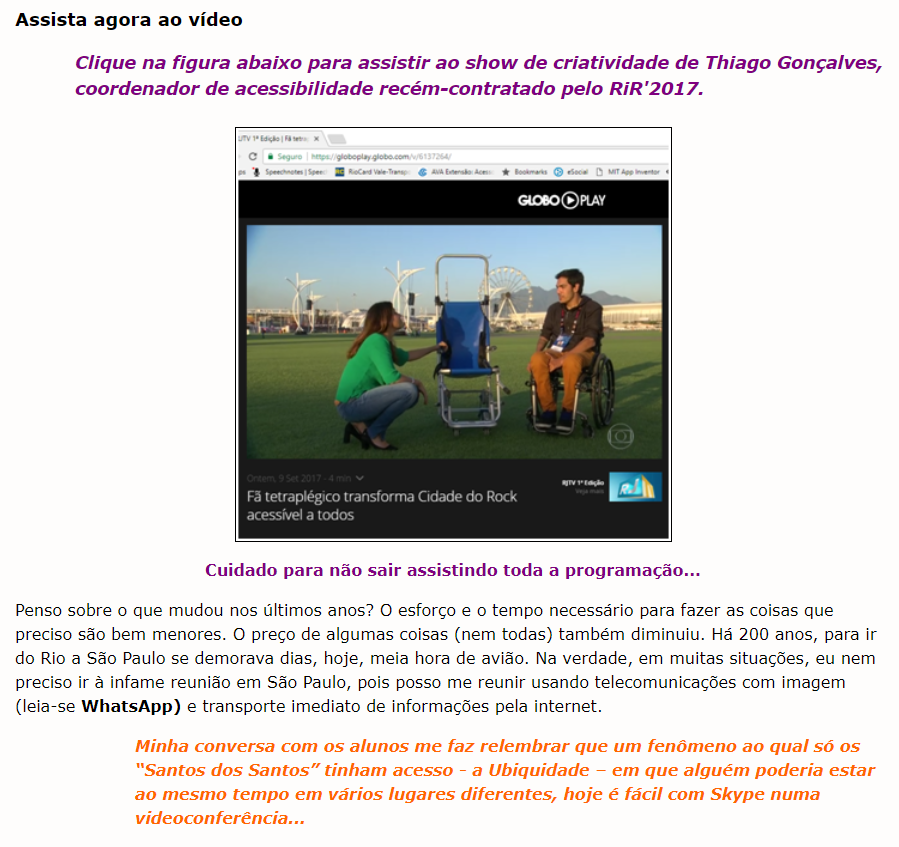 Assista agora ao vídeo
Clique na figura abaixo para assistir ao show de criatividade de Thiago Gonçalves,
coordenador de acessibilidade recém-contratado pelo RiR'2017.
JTV 1ª Edição | Fã tetra
Seguro | https://globoplay.globo.com/v/6137264/
ps Speechnotes | Speec RioCard Vale-Transp AVA Extensão: Acess Bookmarks eSocial MIT App Inventor
GLOBO PLAY
Ontem, 9 Set 2017 - 4 min
Fã tetraplégico transforma Cidade do Rock
acessível a todos
RJTV 1ª Edição
Veja mais
Cuidado para não sair assistindo toda a programação...
Penso sobre o que mudou nos últimos anos? O esforço e o tempo necessário para fazer as coisas que
preciso são bem menores. O preço de algumas coisas (nem todas) também diminuiu. Há 200 anos, para ir
do Rio a São Paulo se demorava dias, hoje, meia hora de avião. Na verdade, em muitas situações, eu nem
preciso ir à infame reunião em São Paulo, pois posso me reunir usando telecomunicações com imagem
(leia-se WhatsApp) e transporte imediato de informações pela internet.
Minha conversa com os alunos me faz relembrar que um fenômeno ao qual só os
“Santos dos Santos” tinham acesso - a Ubiquidade – em que alguém poderia estar
ao mesmo tempo em vários lugares diferentes, hoje é fácil com Skype numa
videoconferência...